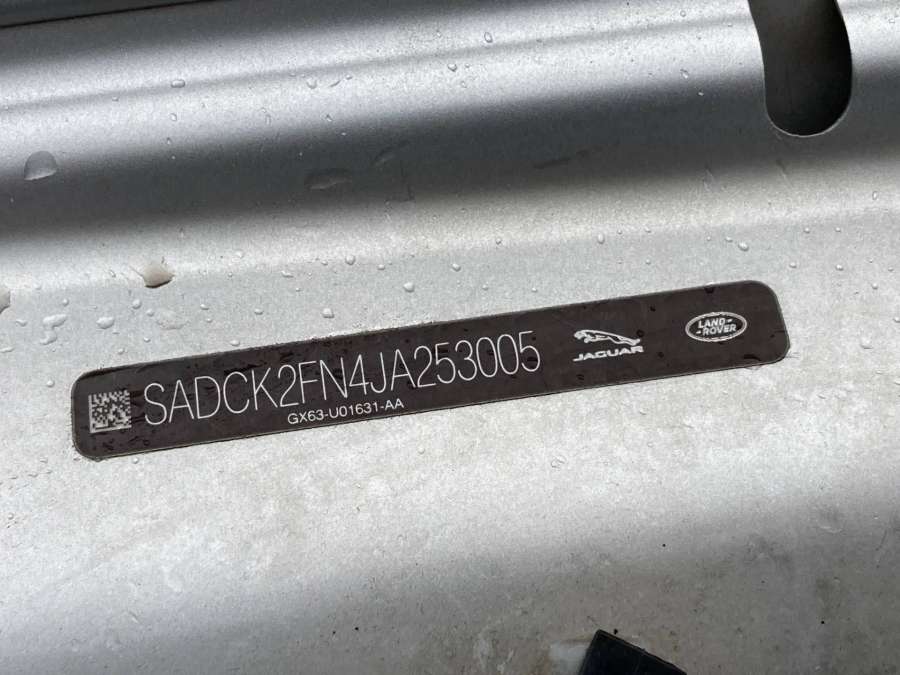 SADCK2FN4JA253005
GX63-U01631-AA
JAGUAR
LAND-
-ROVER